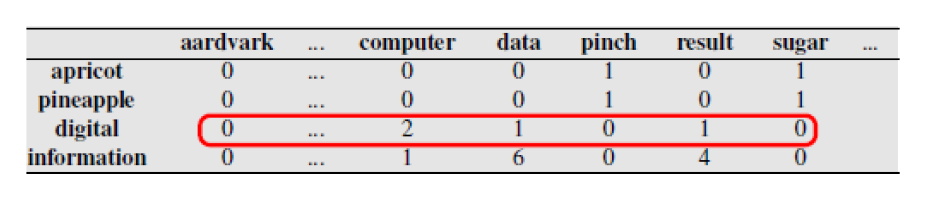 aardvark ... computer data pinch result sugar ...
apricot 0 ... 0 0 1 0 1
pineapple 0 ... 0 0 1 0 1
digital 0 ... 2 1 0 1 0
information 0 ... 1 6 0 4 0